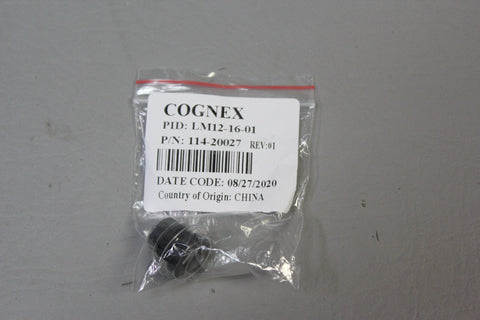 COGNEX
PID: LM12-16-01
P/N: 114-20027 REV:01
DATE CODE: 08/27/2020
Country of Origin: CHINA